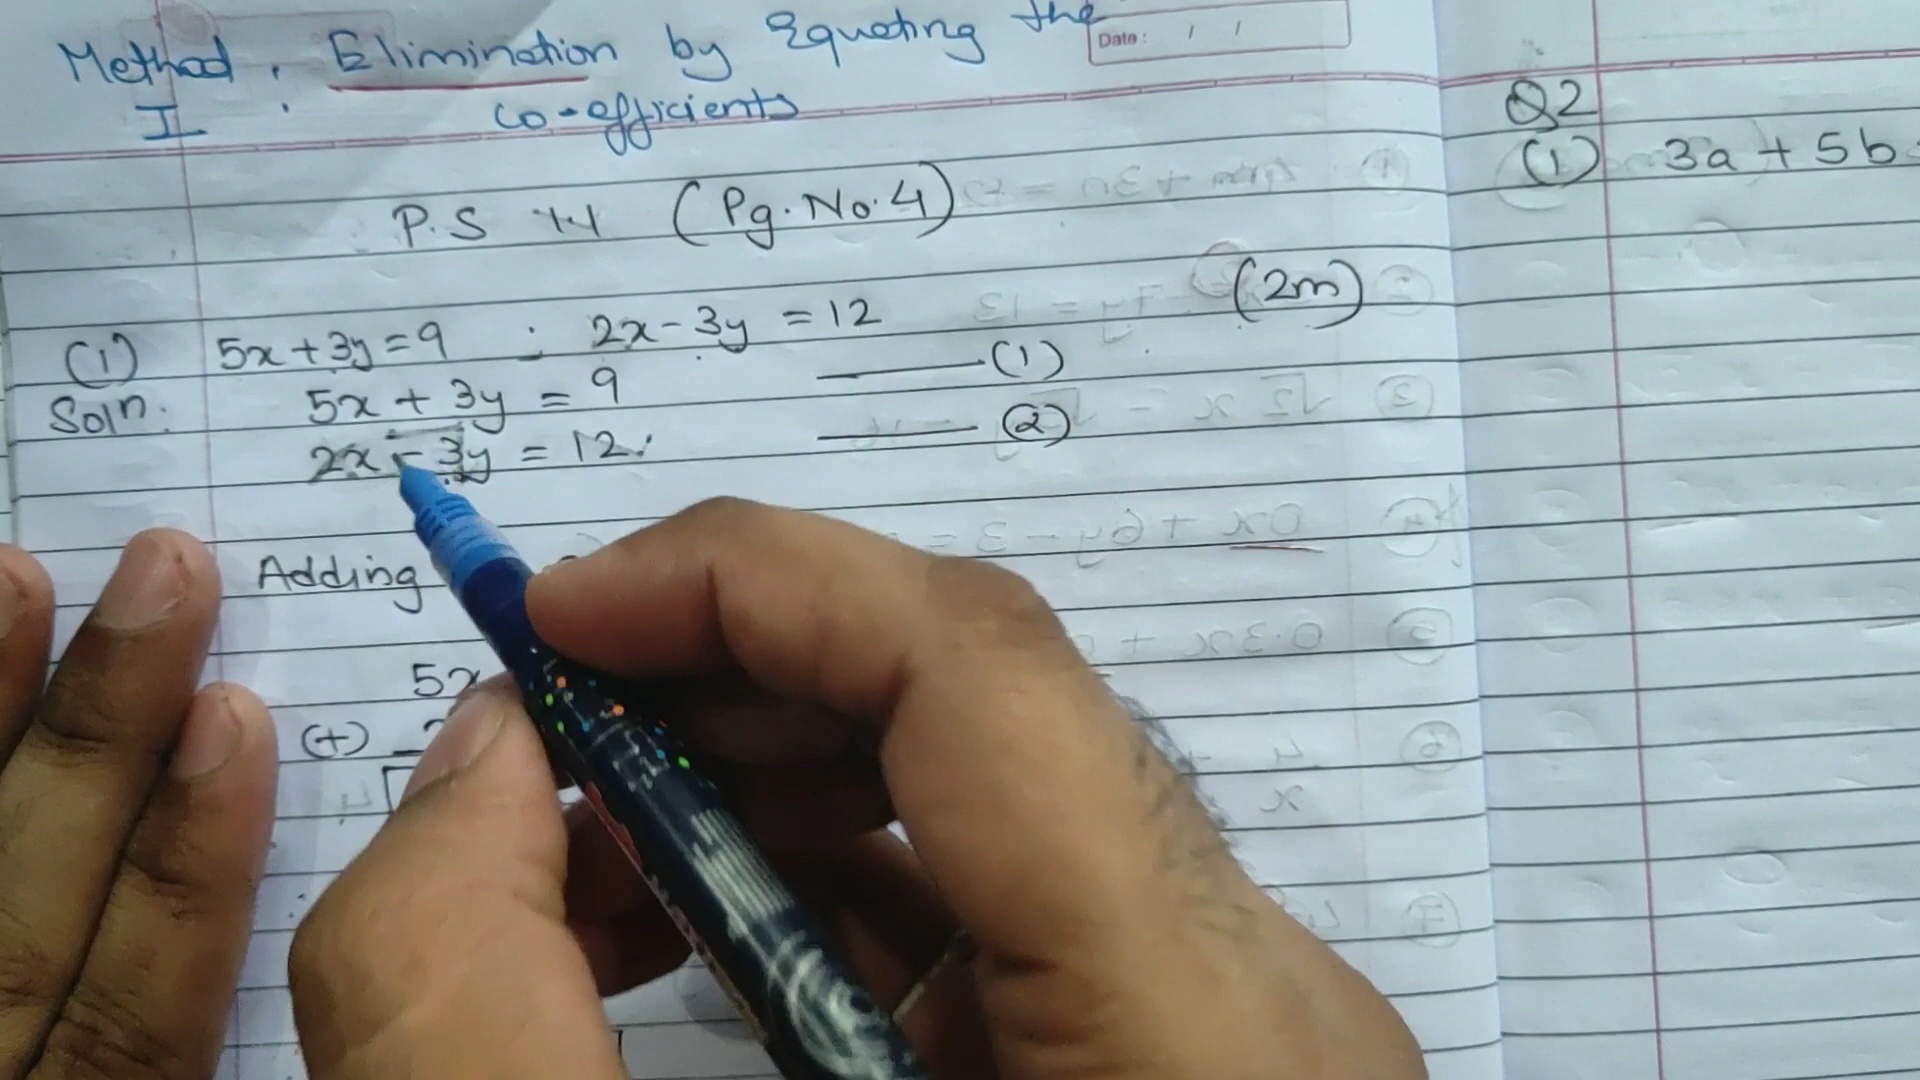 Method I : Elimination by Equating the
co-efficients
Date: / /
P.S 1.1 (Pg. No. 4)
(1) 5x + 3y = 9 ; 2x - 3y = 12 (2m)
Soln. 5x + 3y = 9 ——— (1)
2x - 3y = 12. ——— (2)
Adding
5x
(+)
Q2
(1) 3a + 5b